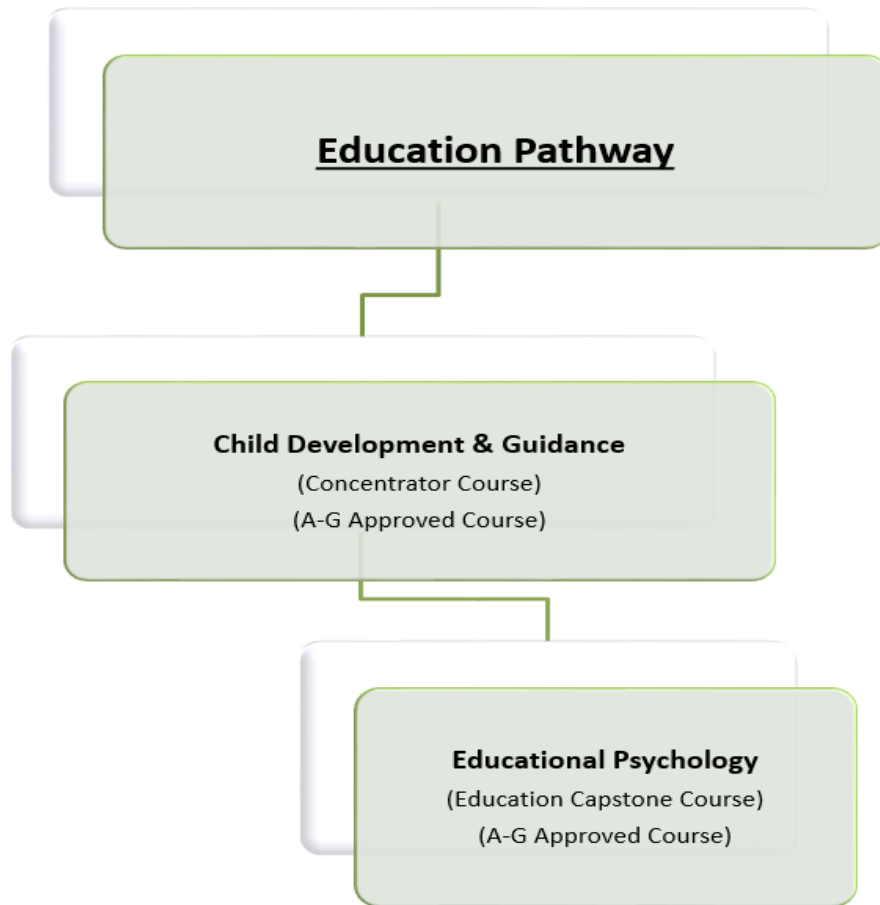 Education Pathway
Child Development & Guidance
(Concentrator Course)
(A-G Approved Course)
Educational Psychology
(Education Capstone Course)
(A-G Approved Course)